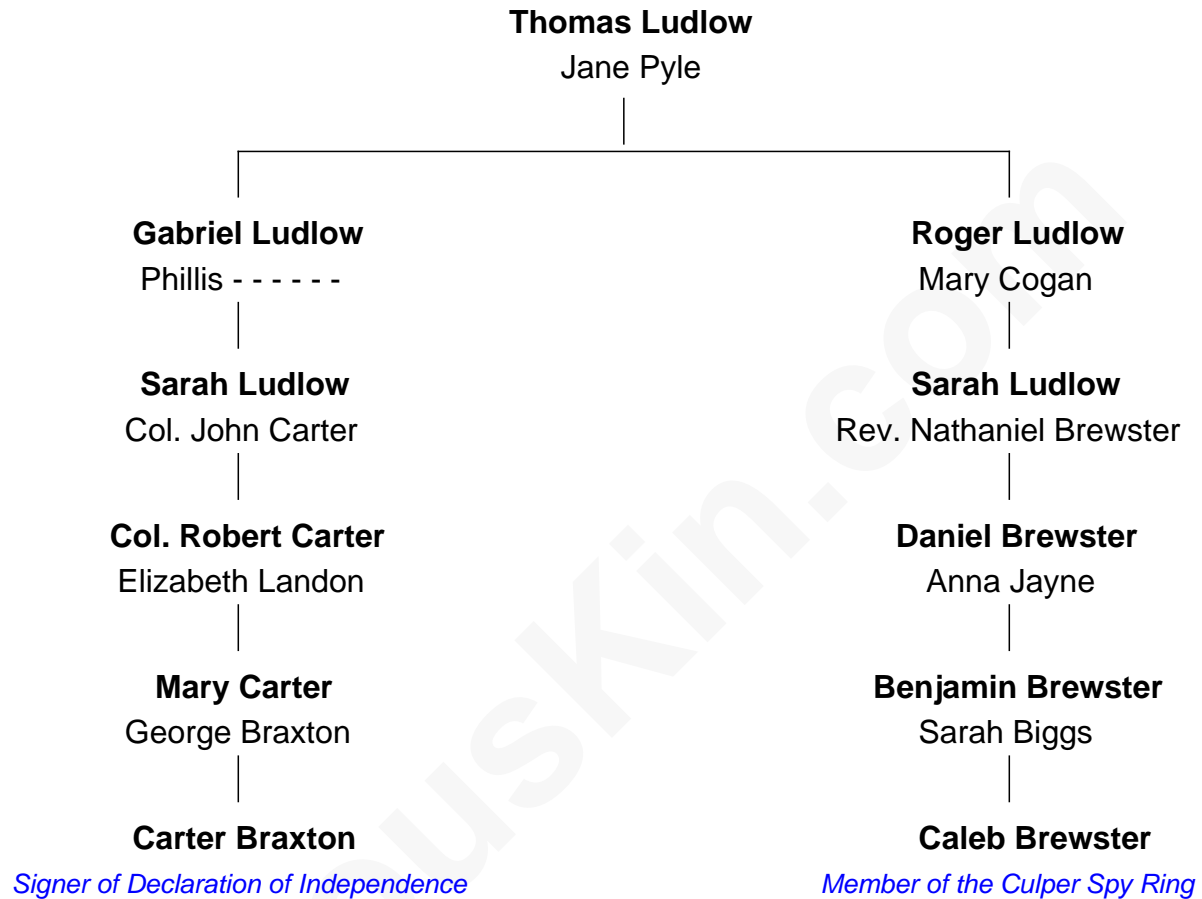 Thomas Ludlow
Jane Pyle
Gabriel Ludlow
Phillis - - - - - -
Roger Ludlow
Mary Cogan
Sarah Ludlow
Col. John Carter
Sarah Ludlow
Rev. Nathaniel Brewster
Col. Robert Carter
Elizabeth Landon
Daniel Brewster
Anna Jayne
Mary Carter
George Braxton
Benjamin Brewster
Sarah Biggs
Carter Braxton
Signer of Declaration of Independence
Caleb Brewster
Member of the Culper Spy Ring
usKin.com